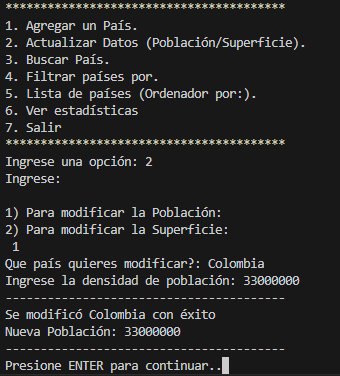 ****************************************
1. Agregar un País.
2. Actualizar Datos (Población/Superficie).
3. Buscar País.
4. Filtrar países por.
5. Lista de países (Ordenador por:).
6. Ver estadísticas
7. Salir
****************************************
Ingrese una opción: 2
Ingrese:
1) Para modificar la Población:
2) Para modificar la Superficie:
1
Que país quieres modificar?: Colombia
Ingrese la densidad de población: 33000000
----------------------------------------
Se modificó Colombia con éxito
Nueva Población: 33000000
----------------------------------------
Presione ENTER para continuar..